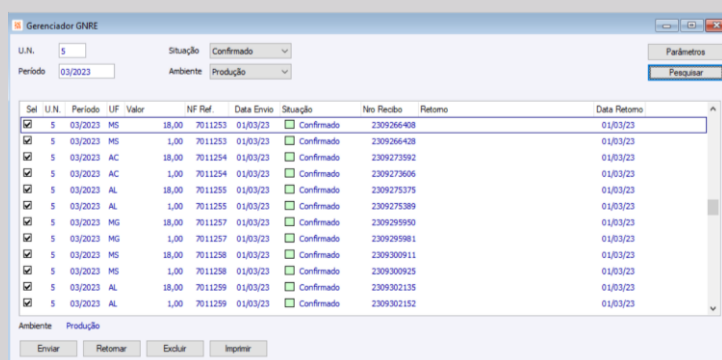 Gerenciador GNRE
U.N. 5 Situação Confirmado Parâmetros
Período 03/2023 Ambiente Produção Pesquisar
Sel U.N. Período UF Valor NF Ref. Data Envio Situação Nro Recibo Retorno Data Retorno
5 03/2023 MS 18,00 7011253 01/03/23 Confirmado 2309266408 01/03/23
5 03/2023 MS 1,00 7011253 01/03/23 Confirmado 2309266428 01/03/23
5 03/2023 AC 18,00 7011254 01/03/23 Confirmado 2309273592 01/03/23
5 03/2023 AC 1,00 7011254 01/03/23 Confirmado 2309273606 01/03/23
5 03/2023 AL 18,00 7011255 01/03/23 Confirmado 2309275375 01/03/23
5 03/2023 AL 1,00 7011255 01/03/23 Confirmado 2309275389 01/03/23
5 03/2023 MG 18,00 7011257 01/03/23 Confirmado 2309295950 01/03/23
5 03/2023 MG 1,00 7011257 01/03/23 Confirmado 2309295981 01/03/23
5 03/2023 MS 18,00 7011258 01/03/23 Confirmado 2309300911 01/03/23
5 03/2023 MS 1,00 7011258 01/03/23 Confirmado 2309300925 01/03/23
5 03/2023 AL 18,00 7011259 01/03/23 Confirmado 2309302135 01/03/23
5 03/2023 AL 1,00 7011259 01/03/23 Confirmado 2309302152 01/03/23
Ambiente Produção
Enviar Retornar Excluir Imprimir